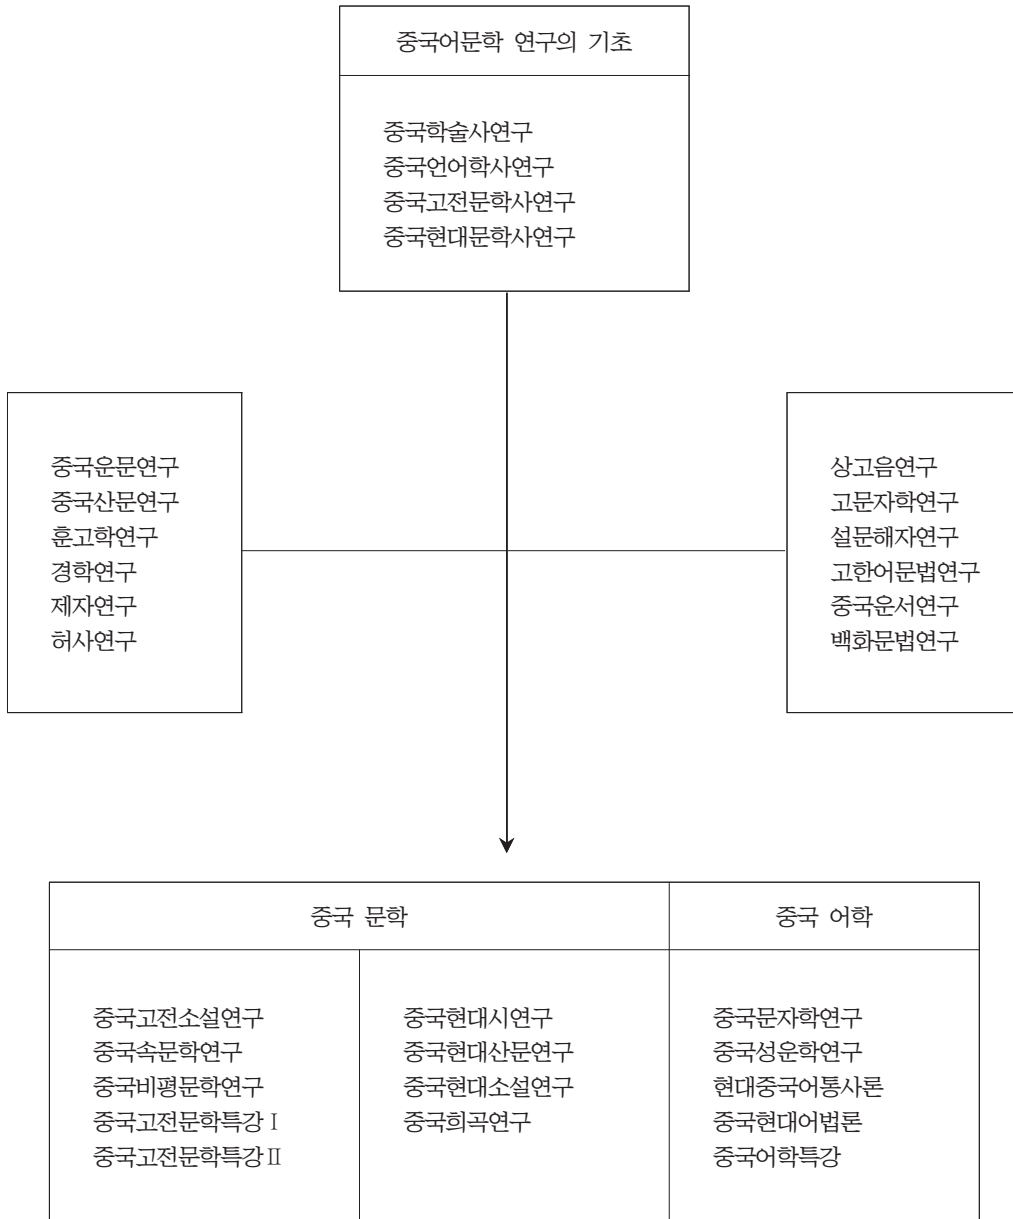 중국어문학 연구의 기초
중국학술사연구
중국언어학사연구
중국고전문학사연구
중국현대문학사연구
중국운문연구
중국산문연구
훈고학연구
경학연구
제자연구
허사연구
상고음연구
고문자학연구
설문해자연구
고한어문법연구
중국운서연구
백화문법연구
중국 문학
중국 어학
중국고전소설연구
중국속문학연구
중국비평문학연구
중국고전문학특강Ⅰ
중국고전문학특강Ⅱ
중국현대시연구
중국현대산문연구
중국현대소설연구
중국희곡연구
중국문자학연구
중국성운학연구
현대중국어통사론
중국현대어법론
중국어학특강